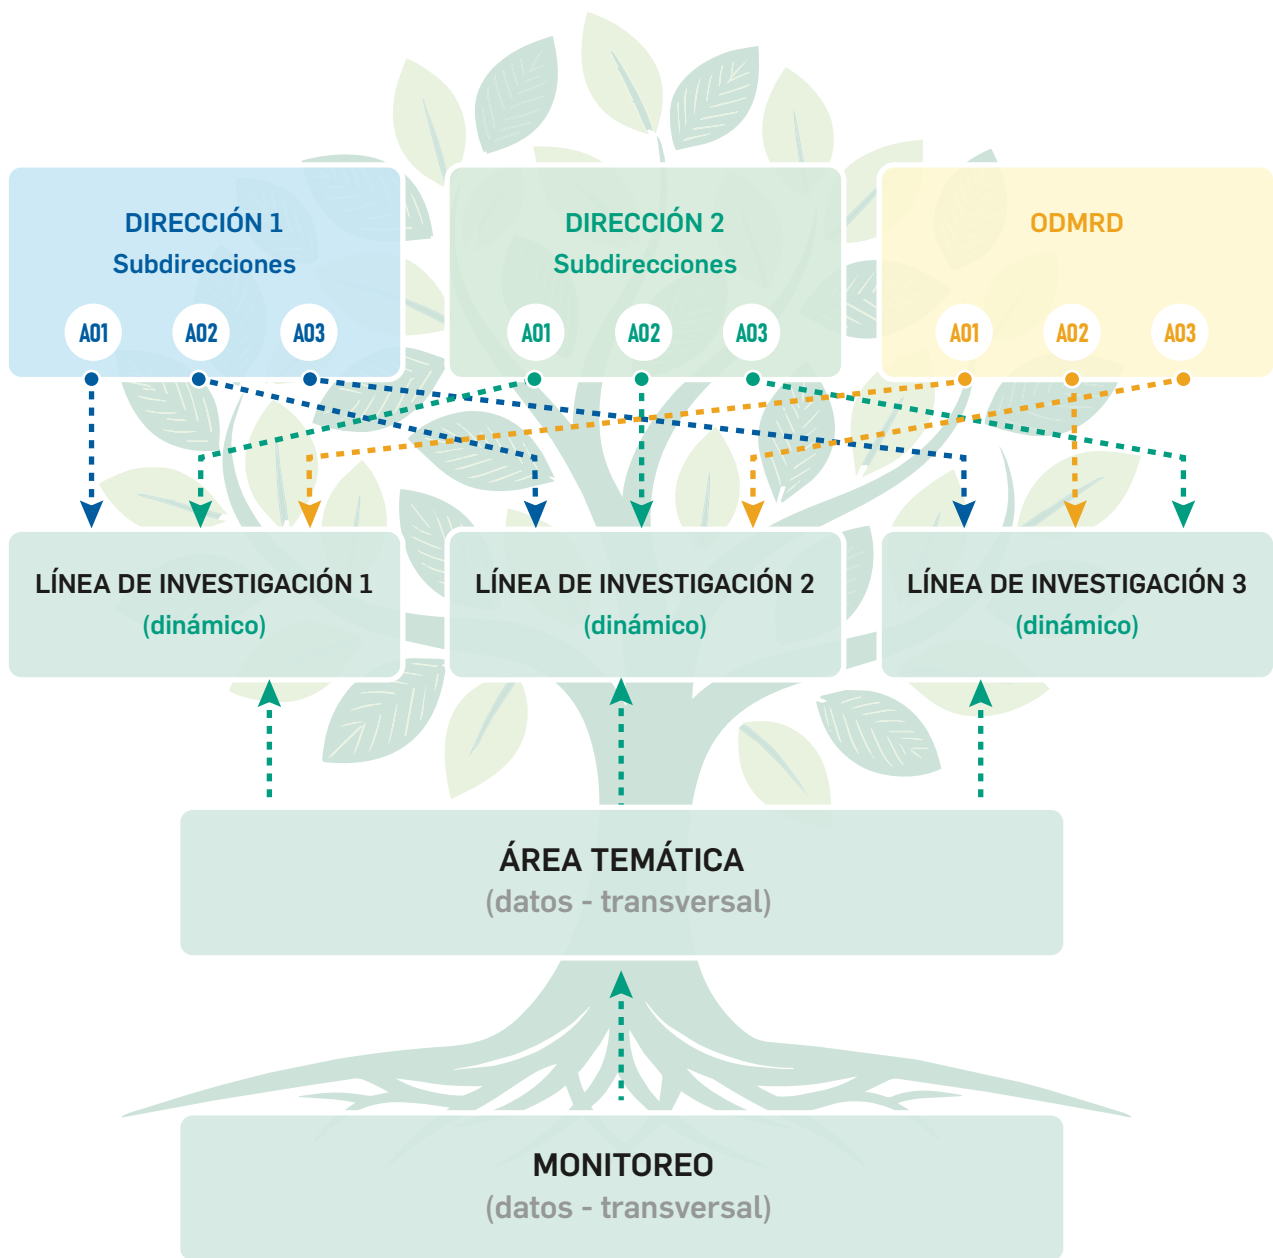 DIRECCIÓN 1
Subdirecciones
A01 A02 A03
DIRECCIÓN 2
Subdirecciones
A01 A02 A03
ODMRD
A01 A02 A03
LÍNEA DE INVESTIGACIÓN 1
(dinámico)
LÍNEA DE INVESTIGACIÓN 2
(dinámico)
LÍNEA DE INVESTIGACIÓN 3
(dinámico)
ÁREA TEMÁTICA
(datos - transversal)
MONITOREO
(datos - transversal)